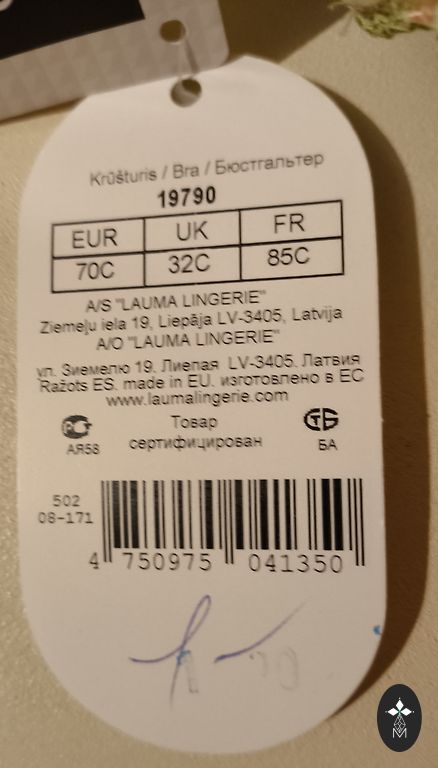 Krūšturis / Bra / Бюстгальтер
19790
EUR UK FR
70C 32C 85C
A/S "LAUMA LINGERIE"
Ziemeļu iela 19, Liepāja LV-3405, Latvija
A/O "LAUMA LINGERIE"
ул. Зиемелю 19. Лиепая LV-3405. Латвия
Ražots ES. made in EU. изготовлено в ЕС
www.laumalingerie.com
Товар
сертифицирован
АЯ58
СТБ
БА
502
08-171
4 750975 041350
M